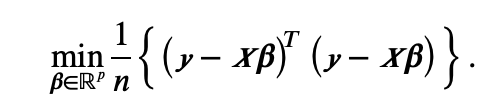 min_{β∈ℝ^p} 1/n { (y − Xβ)^T (y − Xβ) } .